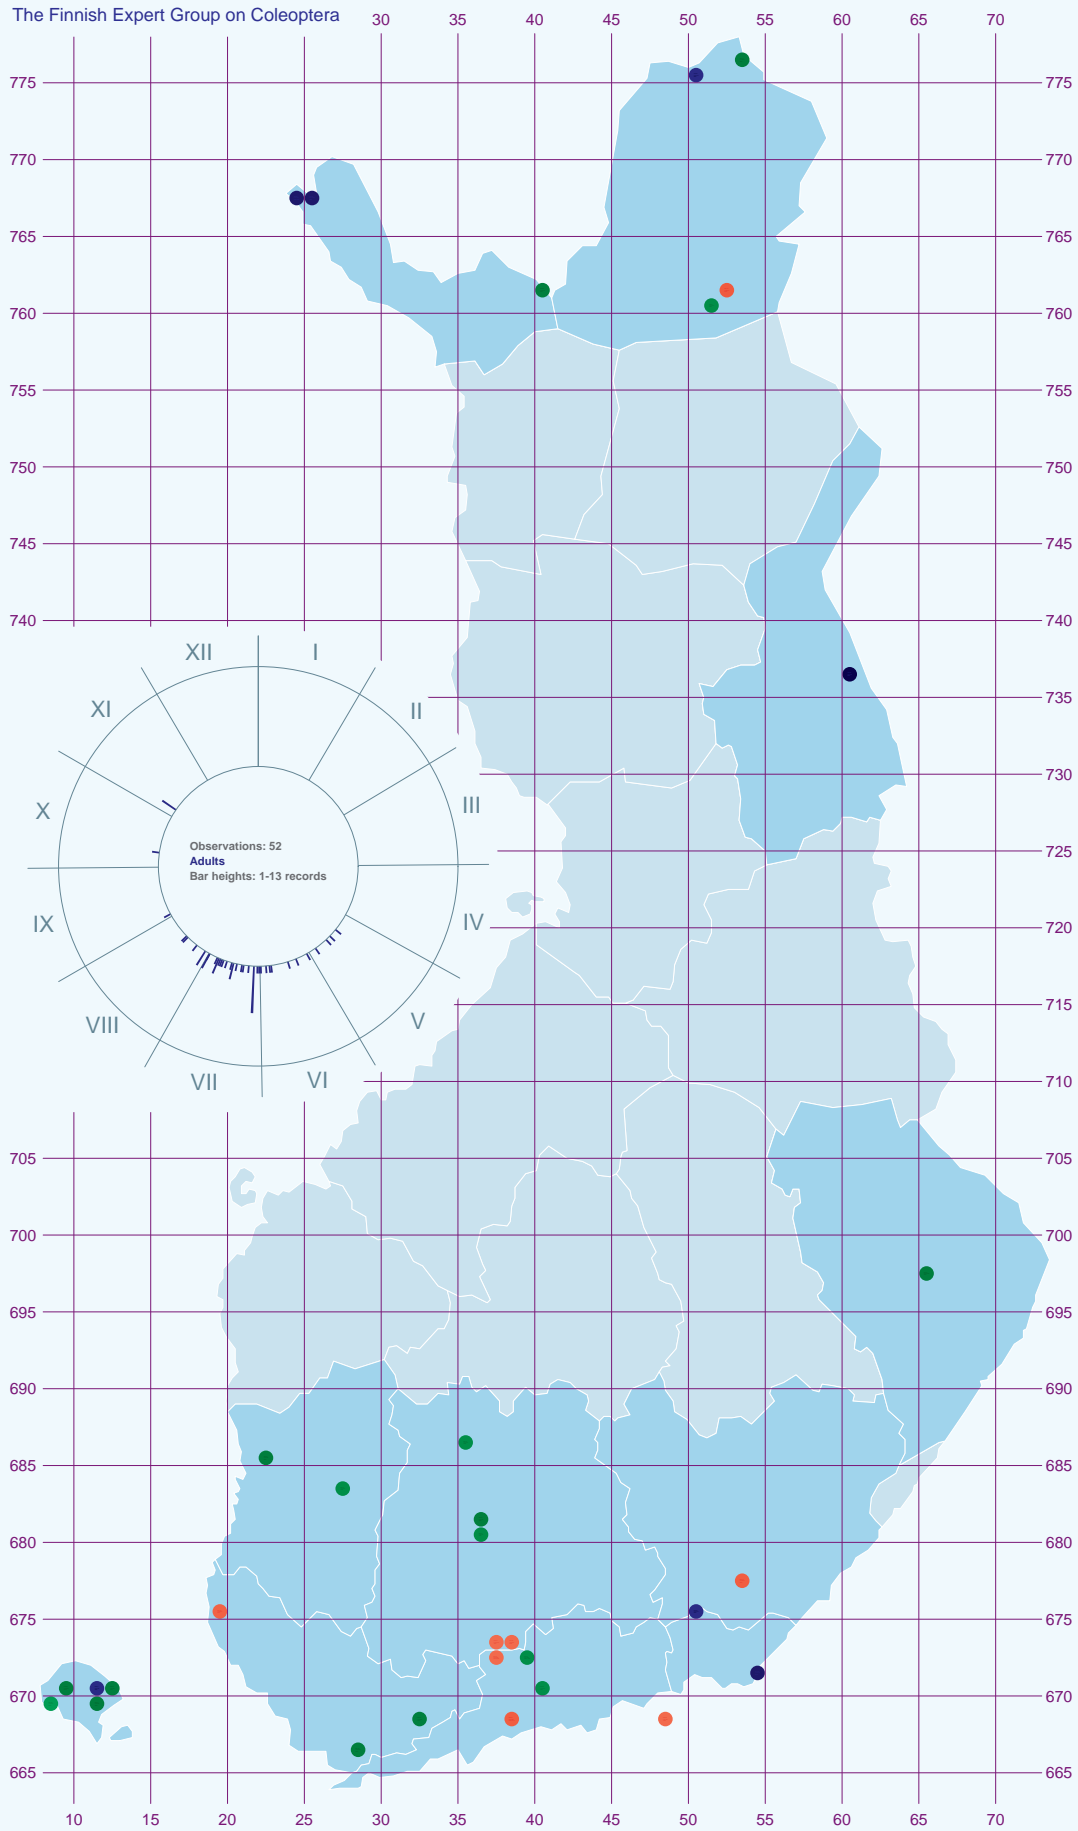 The Finnish Expert Group on Coleoptera 30 35 40 45 50 55 60 65 70
775 775
770 770
765 765
760 760
755 755
750 750
745 745
740 740
XII I
XI II
735
X III
730
Observations: 52
Adults
Bar heights: 1-13 records
725
IX IV
720
715
VIII V
VII VI
710
705 705
700 700
695 695
690 690
685 685
680 680
675 675
670 670
665 665
10 15 20 25 30 35 40 45 50 55 60 65 70